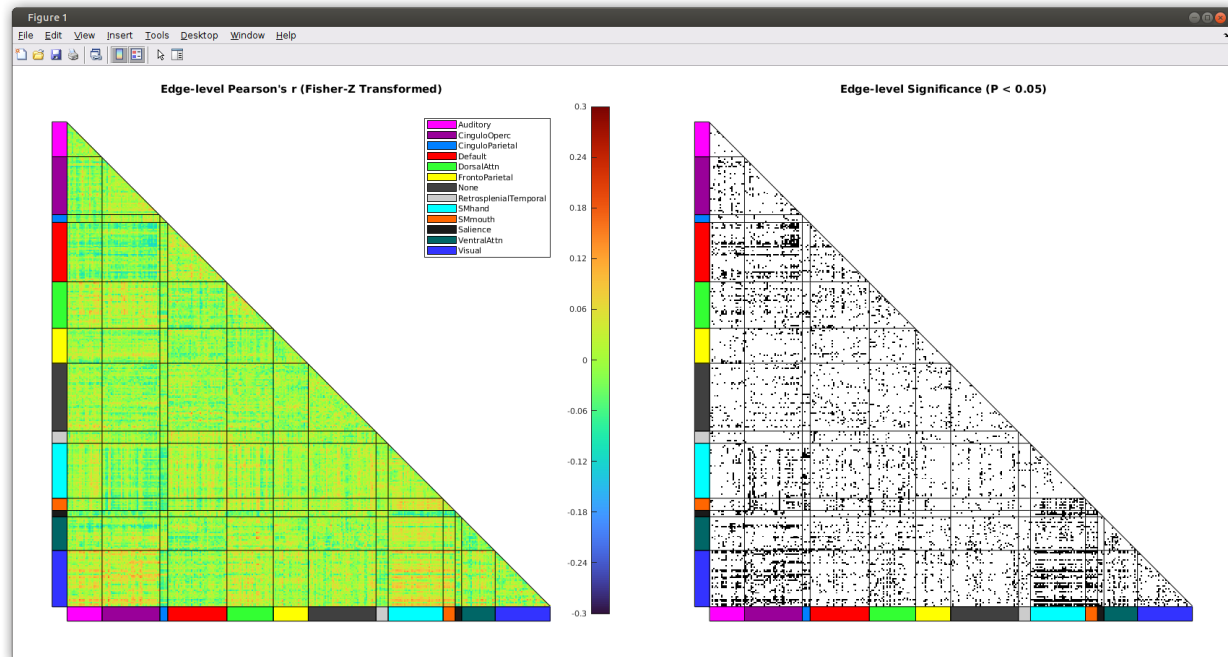 Figure 1
File Edit View Insert Tools Desktop Window Help
Edge-level Pearson's r (Fisher-Z Transformed)
Auditory
CinguloOperc
CinguloParietal
Default
DorsalAttn
FrontoParietal
None
RetrosplenialTemporal
SMhand
SMmouth
Salience
VentralAttn
Visual
0.3
0.24
0.18
0.12
0.06
0
-0.06
-0.12
-0.18
-0.24
-0.3
Edge-level Significance (P < 0.05)